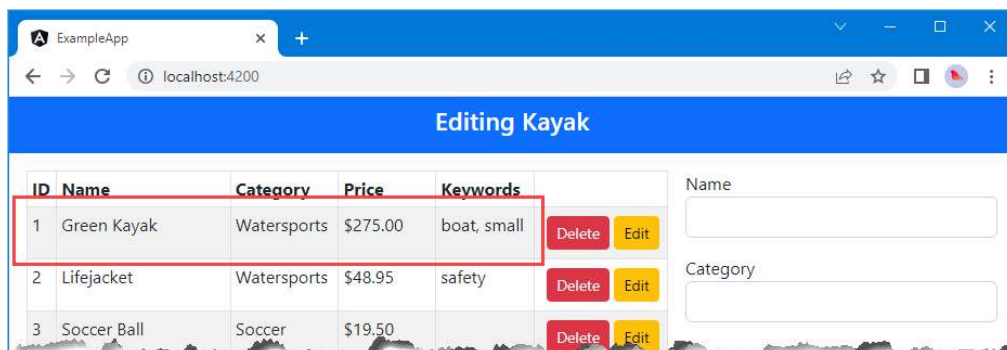 ExampleApp
localhost:4200
Editing Kayak
ID Name Category Price Keywords
1 Green Kayak Watersports $275.00 boat, small Delete Edit
2 Lifejacket Watersports $48.95 safety Delete Edit
3 Soccer Ball Soccer $19.50 Delete Edit
Name
Category